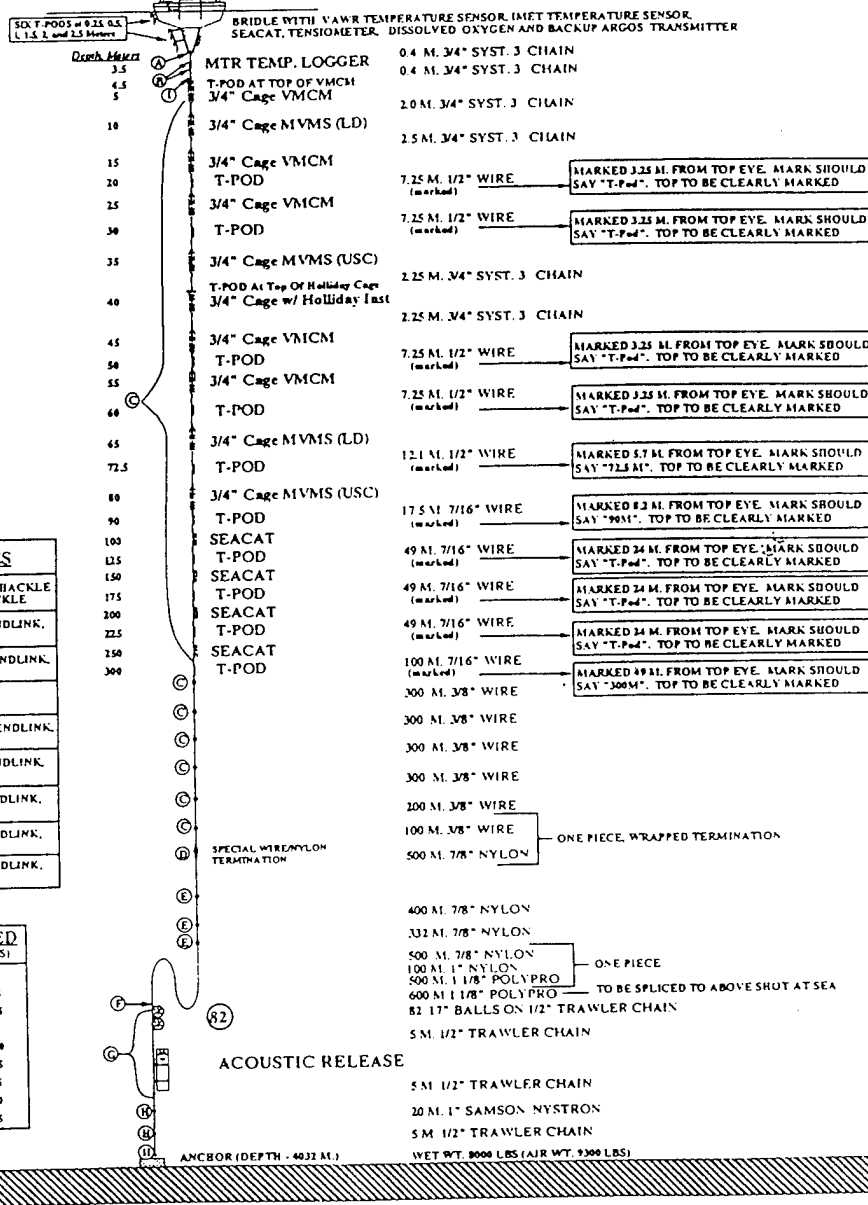 SIX T-PODS at 0.25, 0.5,
1, 1.5, 2, and 2.5 Meters
BRIDLE WITH VAWR TEMPERATURE SENSOR, IMET TEMPERATURE SENSOR,
SEACAT, TENSIOMETER, DISSOLVED OXYGEN AND BACKUP ARGOS TRANSMITTER
Depth Meters
A
0.4 M. 3/4" SYST. 3 CHAIN
3.5 MTR TEMP. LOGGER
B
0.4 M. 3/4" SYST. 3 CHAIN
4.5 T-POD AT TOP OF VMCM
5 3/4" Cage VMCM
2.0 M. 3/4" SYST. 3 CHAIN
10 3/4" Cage MVMS (LD)
2.5 M. 3/4" SYST. 3 CHAIN
15 3/4" Cage VMCM
20 T-POD 7.25 M. 1/2" WIRE
(marked)
MARKED 3.25 M. FROM TOP EYE. MARK SHOULD
SAY "T-Pod". TOP TO BE CLEARLY MARKED
25 3/4" Cage VMCM
30 T-POD 7.25 M. 1/2" WIRE
(marked)
MARKED 3.25 M. FROM TOP EYE. MARK SHOULD
SAY "T-Pod". TOP TO BE CLEARLY MARKED
35 3/4" Cage MVMS (USC)
2.25 M. 3/4" SYST. 3 CHAIN
T-POD At Top Of Holliday Cage
40 3/4" Cage w/ Holliday Inst
2.25 M. 3/4" SYST. 3 CHAIN
45 3/4" Cage VMCM
50 T-POD 7.25 M. 1/2" WIRE
(marked)
MARKED 3.25 M. FROM TOP EYE. MARK SHOULD
SAY "T-Pod". TOP TO BE CLEARLY MARKED
55 3/4" Cage VMCM
C
60 T-POD 7.25 M. 1/2" WIRE
(marked)
MARKED 3.25 M. FROM TOP EYE. MARK SHOULD
SAY "T-Pod". TOP TO BE CLEARLY MARKED
65 3/4" Cage MVMS (LD)
72.5 T-POD 12.1 M. 1/2" WIRE
(marked)
MARKED 5.7 M. FROM TOP EYE. MARK SHOULD
SAY "72.5 M". TOP TO BE CLEARLY MARKED
80 3/4" Cage MVMS (USC)
90 T-POD 17.5 M. 7/16" WIRE
(marked)
MARKED 8.2 M. FROM TOP EYE. MARK SHOULD
SAY "90M". TOP TO BE CLEARLY MARKED
100 SEACAT
125 T-POD 49 M. 7/16" WIRE
(marked)
MARKED 24 M. FROM TOP EYE. MARK SHOULD
SAY "T-Pod". TOP TO BE CLEARLY MARKED
150 SEACAT
175 T-POD 49 M. 7/16" WIRE
(marked)
MARKED 24 M. FROM TOP EYE. MARK SHOULD
SAY "T-Pod". TOP TO BE CLEARLY MARKED
200 SEACAT
225 T-POD 49 M. 7/16" WIRE
(marked)
MARKED 24 M. FROM TOP EYE. MARK SHOULD
SAY "T-Pod". TOP TO BE CLEARLY MARKED
250 SEACAT
300 T-POD 100 M. 7/16" WIRE
(marked)
MARKED 49 M. FROM TOP EYE. MARK SHOULD
SAY "300M". TOP TO BE CLEARLY MARKED
C
300 M. 3/8" WIRE
C
300 M. 3/8" WIRE
C
300 M. 3/8" WIRE
C
300 M. 3/8" WIRE
C
200 M. 3/8" WIRE
C
100 M. 3/8" WIRE
ONE PIECE, WRAPPED TERMINATION
D
SPECIAL WIRE/NYLON
TERMINATION
500 M. 7/8" NYLON
E
400 M. 7/8" NYLON
E
332 M. 7/8" NYLON
E
500 M. 7/8" NYLON
100 M. 1" NYLON
ONE PIECE
500 M. 1 1/8" POLYPRO
600 M 1 1/8" POLYPRO TO BE SPLICED TO ABOVE SHOT AT SEA
F
82
82 17" BALLS ON 1/2" TRAWLER CHAIN
5 M. 1/2" TRAWLER CHAIN
G
ACOUSTIC RELEASE
5 M 1/2" TRAWLER CHAIN
H
20 M. 1" SAMSON NYSTRON
H
5 M 1/2" TRAWLER CHAIN
ANCHOR (DEPTH - 4032 M.)
WET WT. 8000 LBS (AIR WT. 9300 LBS)
S
HACKLE
KLE
NDLINK,
ENDLINK,
ENDLINK,
NDLINK,
DLINK,
DLINK,
DLINK,
ED
S)